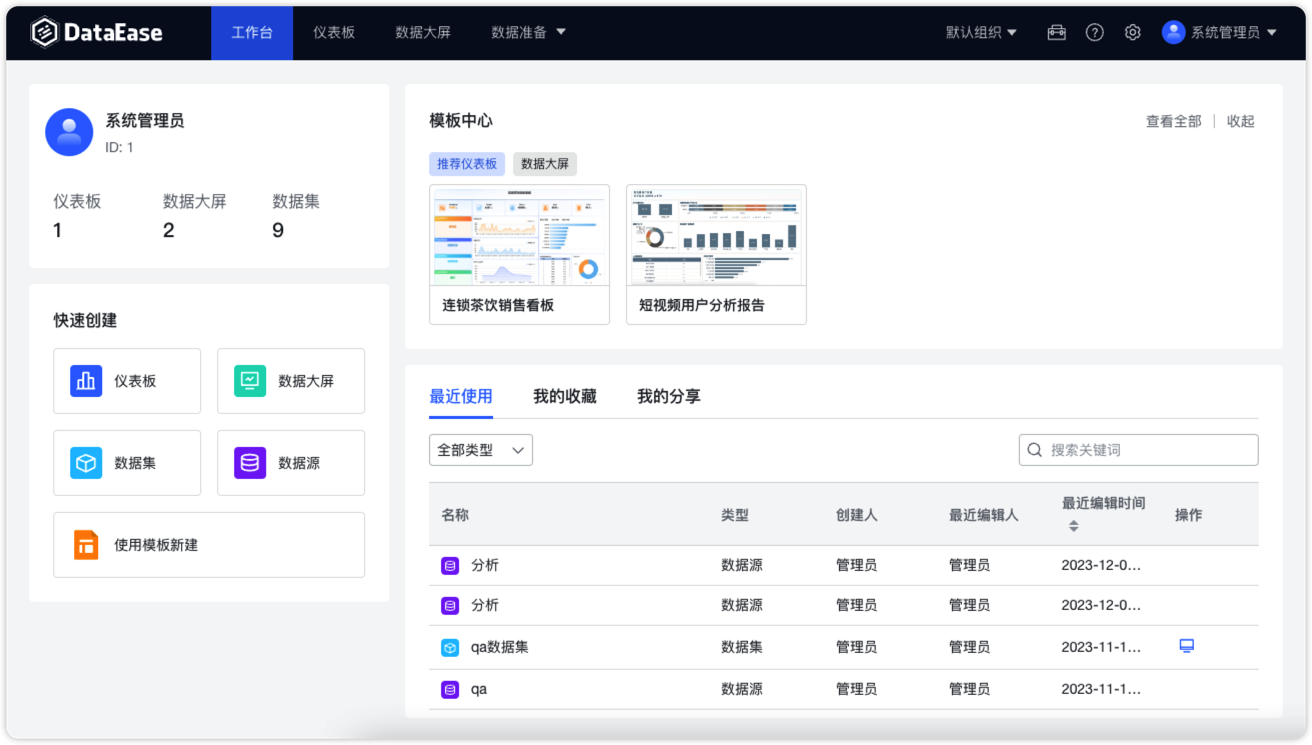 DataEase
工作台
仪表板
数据大屏
数据准备
默认组织
系统管理员
系统管理员
ID: 1
仪表板
数据大屏
数据集
1
2
9
快速创建
仪表板
数据大屏
数据集
数据源
使用模板新建
模板中心
查看全部
收起
推荐仪表板
数据大屏
连锁茶饮销售看板
短视频用户分析报告
最近使用
我的收藏
我的分享
全部类型
搜索关键词
名称 类型 创建人 最近编辑人 最近编辑时间 操作
分析 数据源 管理员 管理员 2023-12-0...
分析 数据源 管理员 管理员 2023-12-0...
qa数据集 数据集 管理员 管理员 2023-11-1...
qa 数据源 管理员 管理员 2023-11-1...